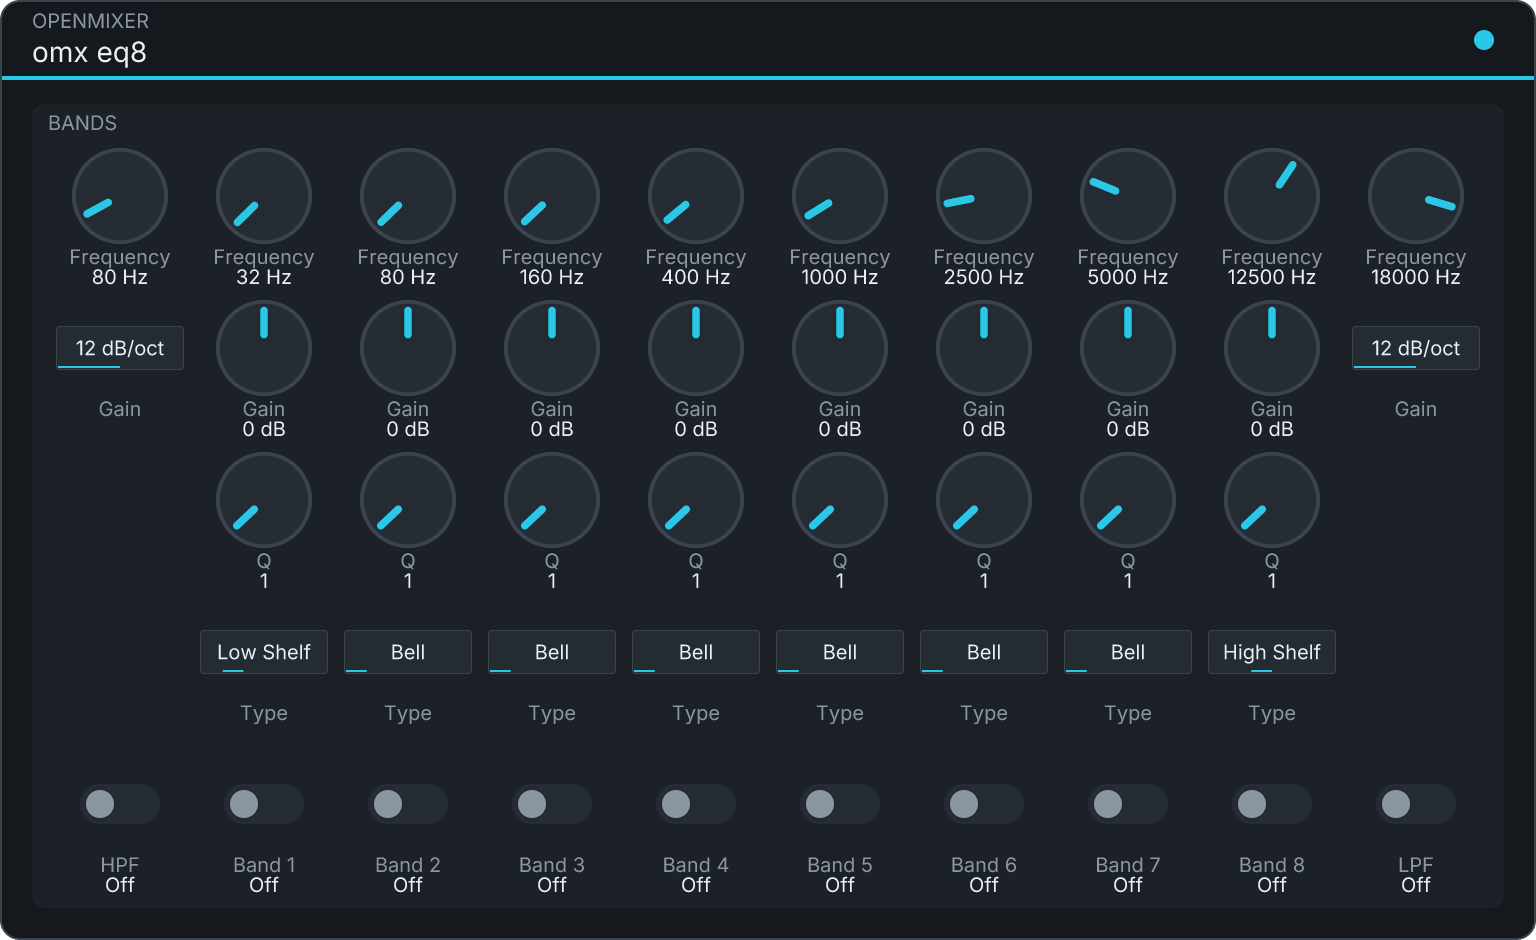 OPENMIXER
omx eq8
BANDS
Frequency Frequency Frequency Frequency Frequency Frequency Frequency Frequency Frequency Frequency
80 Hz 32 Hz 80 Hz 160 Hz 400 Hz 1000 Hz 2500 Hz 5000 Hz 12500 Hz 18000 Hz
12 dB/oct 12 dB/oct
Gain Gain Gain Gain Gain Gain Gain Gain Gain Gain
0 dB 0 dB 0 dB 0 dB 0 dB 0 dB 0 dB 0 dB
Q Q Q Q Q Q Q Q
1 1 1 1 1 1 1 1
Low Shelf Bell Bell Bell Bell Bell Bell High Shelf
Type Type Type Type Type Type Type Type
HPF Band 1 Band 2 Band 3 Band 4 Band 5 Band 6 Band 7 Band 8 LPF
Off Off Off Off Off Off Off Off Off Off